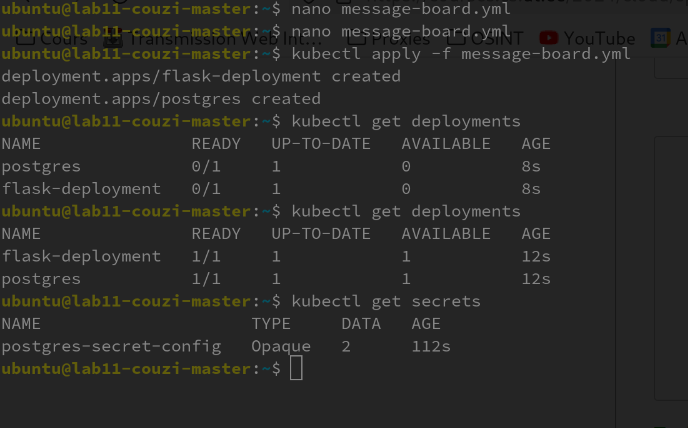 ubuntu@lab11-couzi-master:~$ nano message-board.yml
ubuntu@lab11-couzi-master:~$ nano message-board.yml
Cours Transmission Web Int... OSINT YouTube
ubuntu@lab11-couzi-master:~$ kubectl apply -f message-board.yml
deployment.apps/flask-deployment created
deployment.apps/postgres created
ubuntu@lab11-couzi-master:~$ kubectl get deployments
NAME READY UP-TO-DATE AVAILABLE AGE
postgres 0/1 1 0 8s
flask-deployment 0/1 1 0 8s
ubuntu@lab11-couzi-master:~$ kubectl get deployments
NAME READY UP-TO-DATE AVAILABLE AGE
flask-deployment 1/1 1 1 12s
postgres 1/1 1 1 12s
ubuntu@lab11-couzi-master:~$ kubectl get secrets
NAME TYPE DATA AGE
postgres-secret-config Opaque 2 112s
ubuntu@lab11-couzi-master:~$